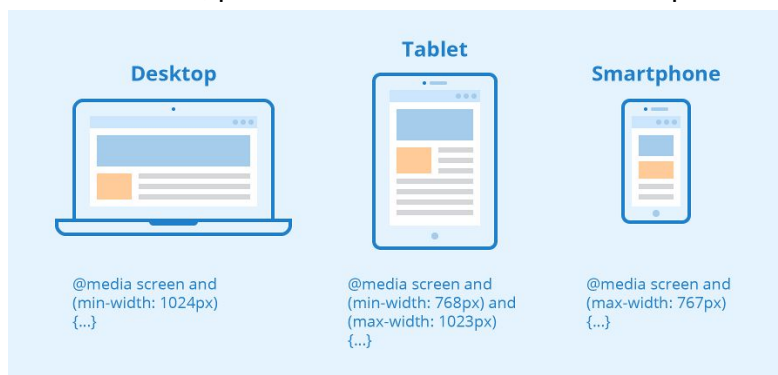 Desktop
@media screen and
(min-width: 1024px)
{...}
Tablet
@media screen and
(min-width: 768px) and
(max-width: 1023px)
{...}
Smartphone
@media screen and
(max-width: 767px)
{...}